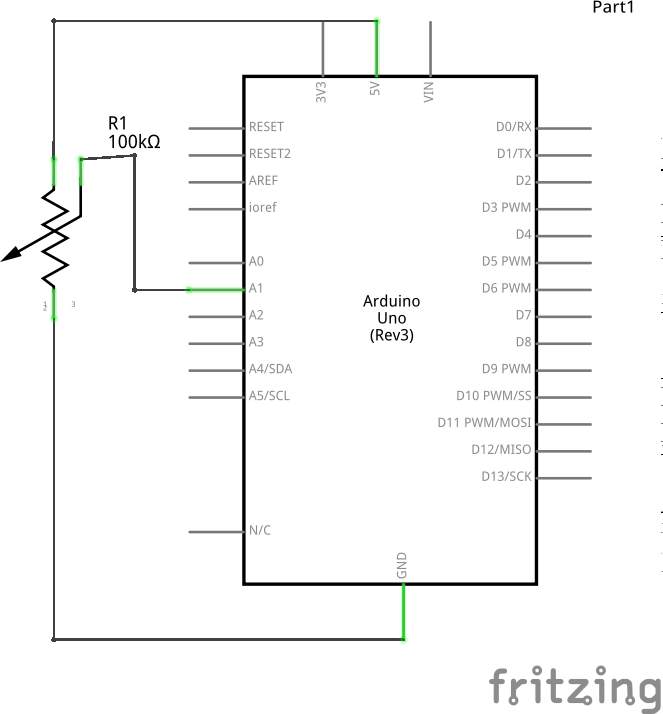 Part1
3V3
5V
VIN
R1
100kΩ
RESET
RESET2
AREF
ioref
A0
A1
A2
A3
A4/SDA
A5/SCL
N/C
Arduino
Uno
(Rev3)
D0/RX
D1/TX
D2
D3 PWM
D4
D5 PWM
D6 PWM
D7
D8
D9 PWM
D10 PWM/SS
D11 PWM/MOSI
D12/MISO
D13/SCK
GND
1
2
3
fritzing